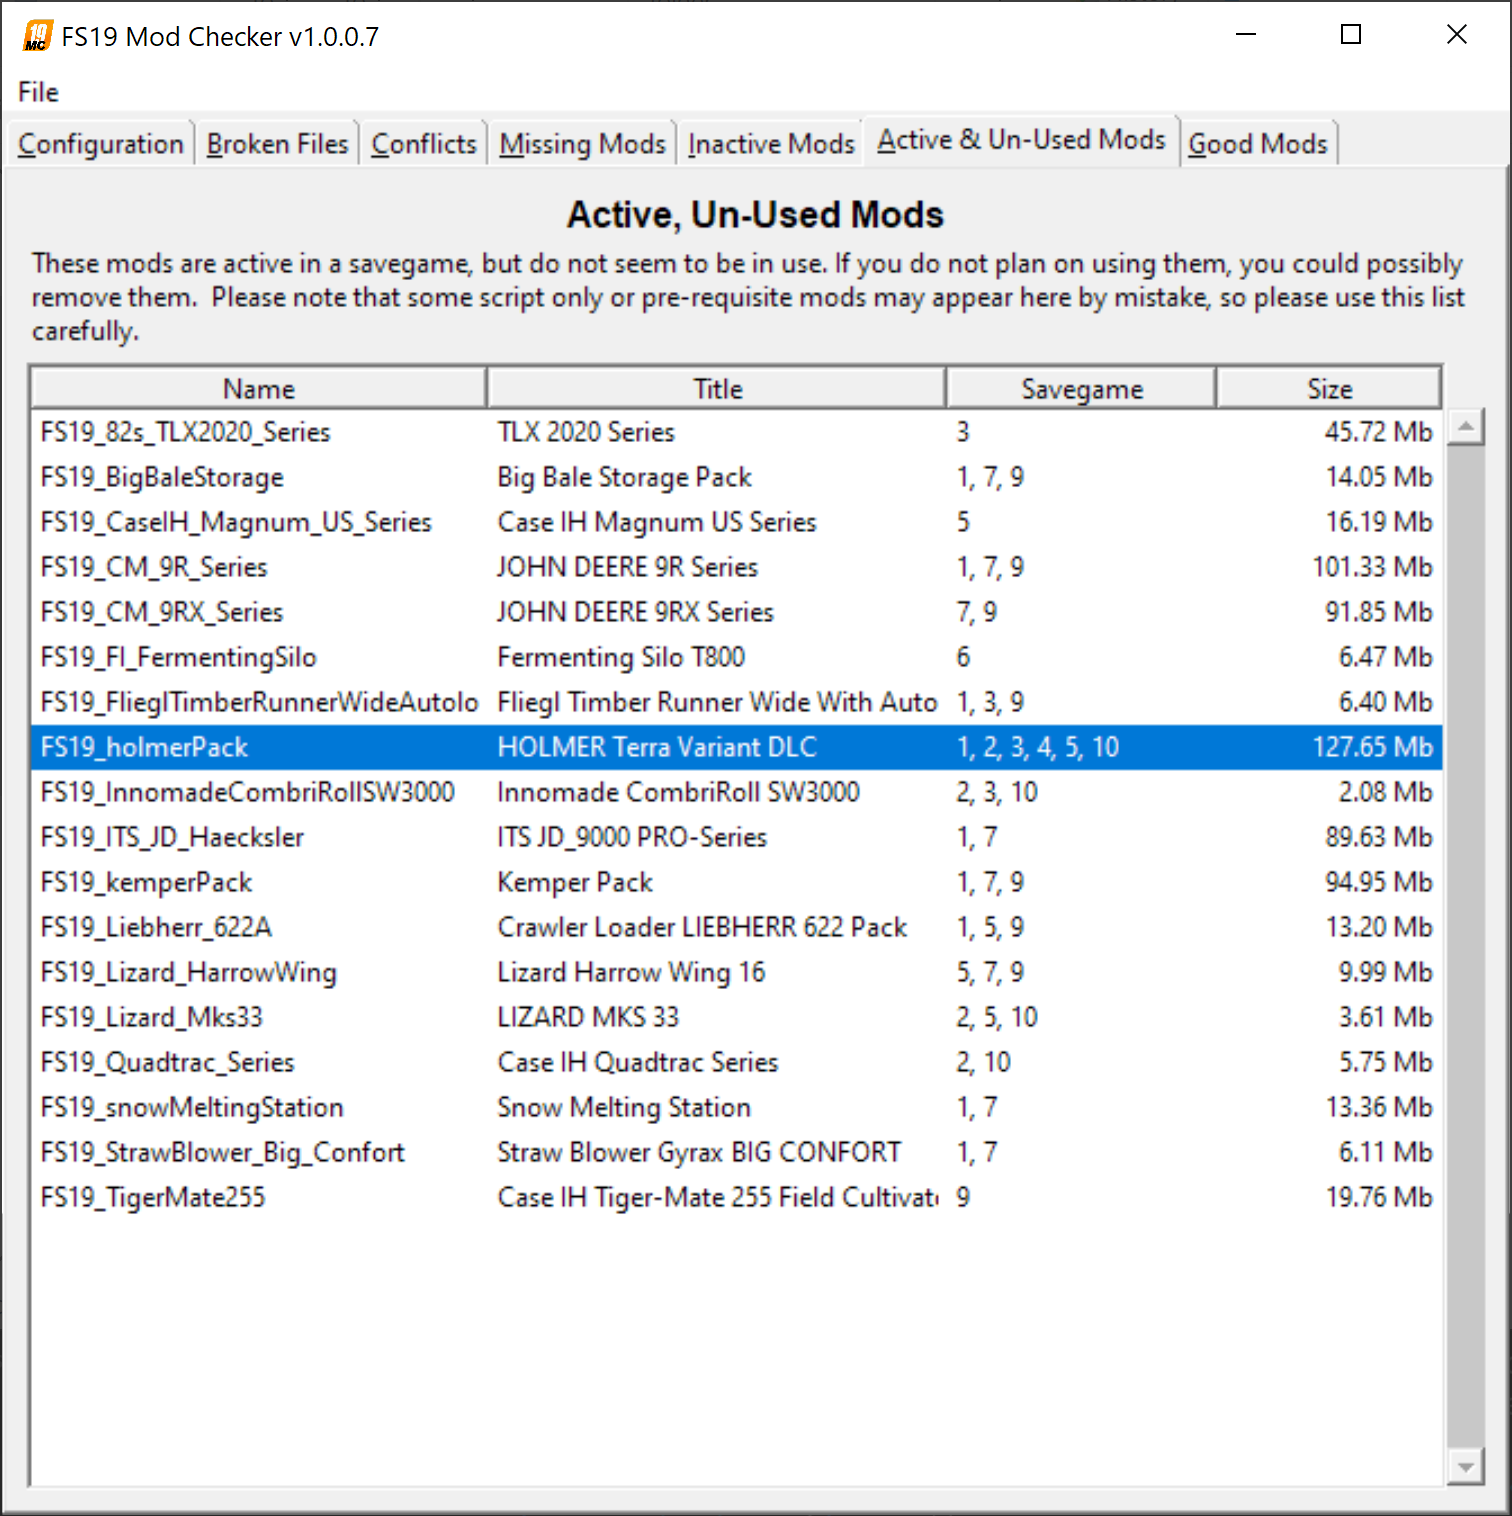 19 MC FS19 Mod Checker v1.0.0.7
File
Configuration Broken Files Conflicts Missing Mods Inactive Mods Active & Un-Used Mods Good Mods
Active, Un-Used Mods
These mods are active in a savegame, but do not seem to be in use. If you do not plan on using them, you could possibly
remove them.  Please note that some script only or pre-requisite mods may appear here by mistake, so please use this list
carefully.
Name Title Savegame Size
FS19_82s_TLX2020_Series TLX 2020 Series 3 45.72 Mb
FS19_BigBaleStorage Big Bale Storage Pack 1, 7, 9 14.05 Mb
FS19_CaseIH_Magnum_US_Series Case IH Magnum US Series 5 16.19 Mb
FS19_CM_9R_Series JOHN DEERE 9R Series 1, 7, 9 101.33 Mb
FS19_CM_9RX_Series JOHN DEERE 9RX Series 7, 9 91.85 Mb
FS19_FI_FermentingSilo Fermenting Silo T800 6 6.47 Mb
FS19_FlieglTimberRunnerWideAutolo Fliegl Timber Runner Wide With Auto 1, 3, 9 6.40 Mb
FS19_holmerPack HOLMER Terra Variant DLC 1, 2, 3, 4, 5, 10 127.65 Mb
FS19_InnomadeCombriRollSW3000 Innomade CombriRoll SW3000 2, 3, 10 2.08 Mb
FS19_ITS_JD_Haecksler ITS JD_9000 PRO-Series 1, 7 89.63 Mb
FS19_kemperPack Kemper Pack 1, 7, 9 94.95 Mb
FS19_Liebherr_622A Crawler Loader LIEBHERR 622 Pack 1, 5, 9 13.20 Mb
FS19_Lizard_HarrowWing Lizard Harrow Wing 16 5, 7, 9 9.99 Mb
FS19_Lizard_Mks33 LIZARD MKS 33 2, 5, 10 3.61 Mb
FS19_Quadtrac_Series Case IH Quadtrac Series 2, 10 5.75 Mb
FS19_snowMeltingStation Snow Melting Station 1, 7 13.36 Mb
FS19_StrawBlower_Big_Confort Straw Blower Gyrax BIG CONFORT 1, 7 6.11 Mb
FS19_TigerMate255 Case IH Tiger-Mate 255 Field Cultivat 9 19.76 Mb